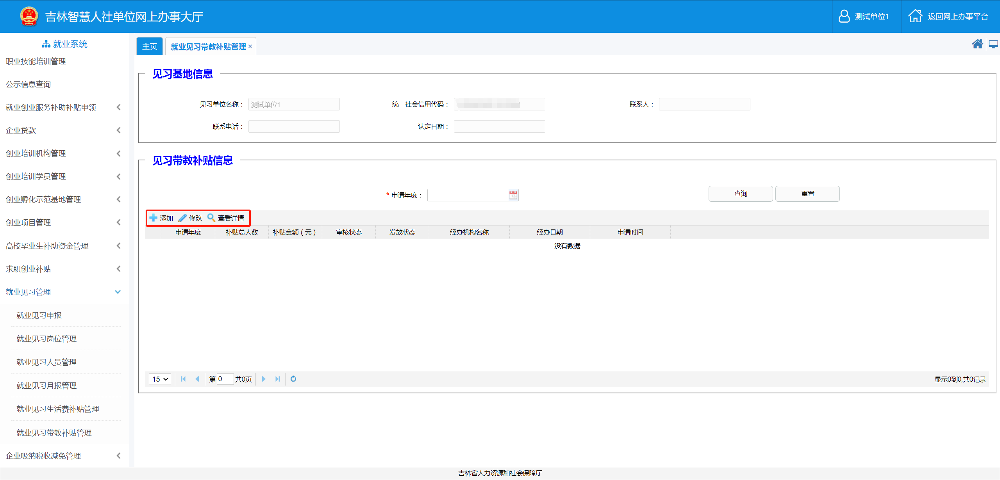 吉林智慧人社单位网上办事大厅
测试单位1
返回网上办事平台
就业系统
职业技能培训管理
公示信息查询
就业创业服务补助补贴申领
企业贷款
创业培训机构管理
创业培训学员管理
创业孵化示范基地管理
创业项目管理
高校毕业生补助资金管理
求职创业补贴
就业见习管理
就业见习申报
就业见习岗位管理
就业见习人员管理
就业见习月报管理
就业见习生活费补贴管理
就业见习带教补贴管理
企业吸纳税收减免管理
主页 就业见习带教补贴管理 ×
见习基地信息
见习单位名称： 测试单位1 统一社会信用代码： 联系人：
联系电话： 认定日期：
见习带教补贴信息
* 申请年度： 查询 重置
添加 修改 查看详情
申请年度 补贴总人数 补贴金额（元） 审核状态 发放状态 经办机构名称 经办日期 申请时间
没有数据
15 第 0 共0页 显示0到0,共0记录
吉林省人力资源和社会保障厅